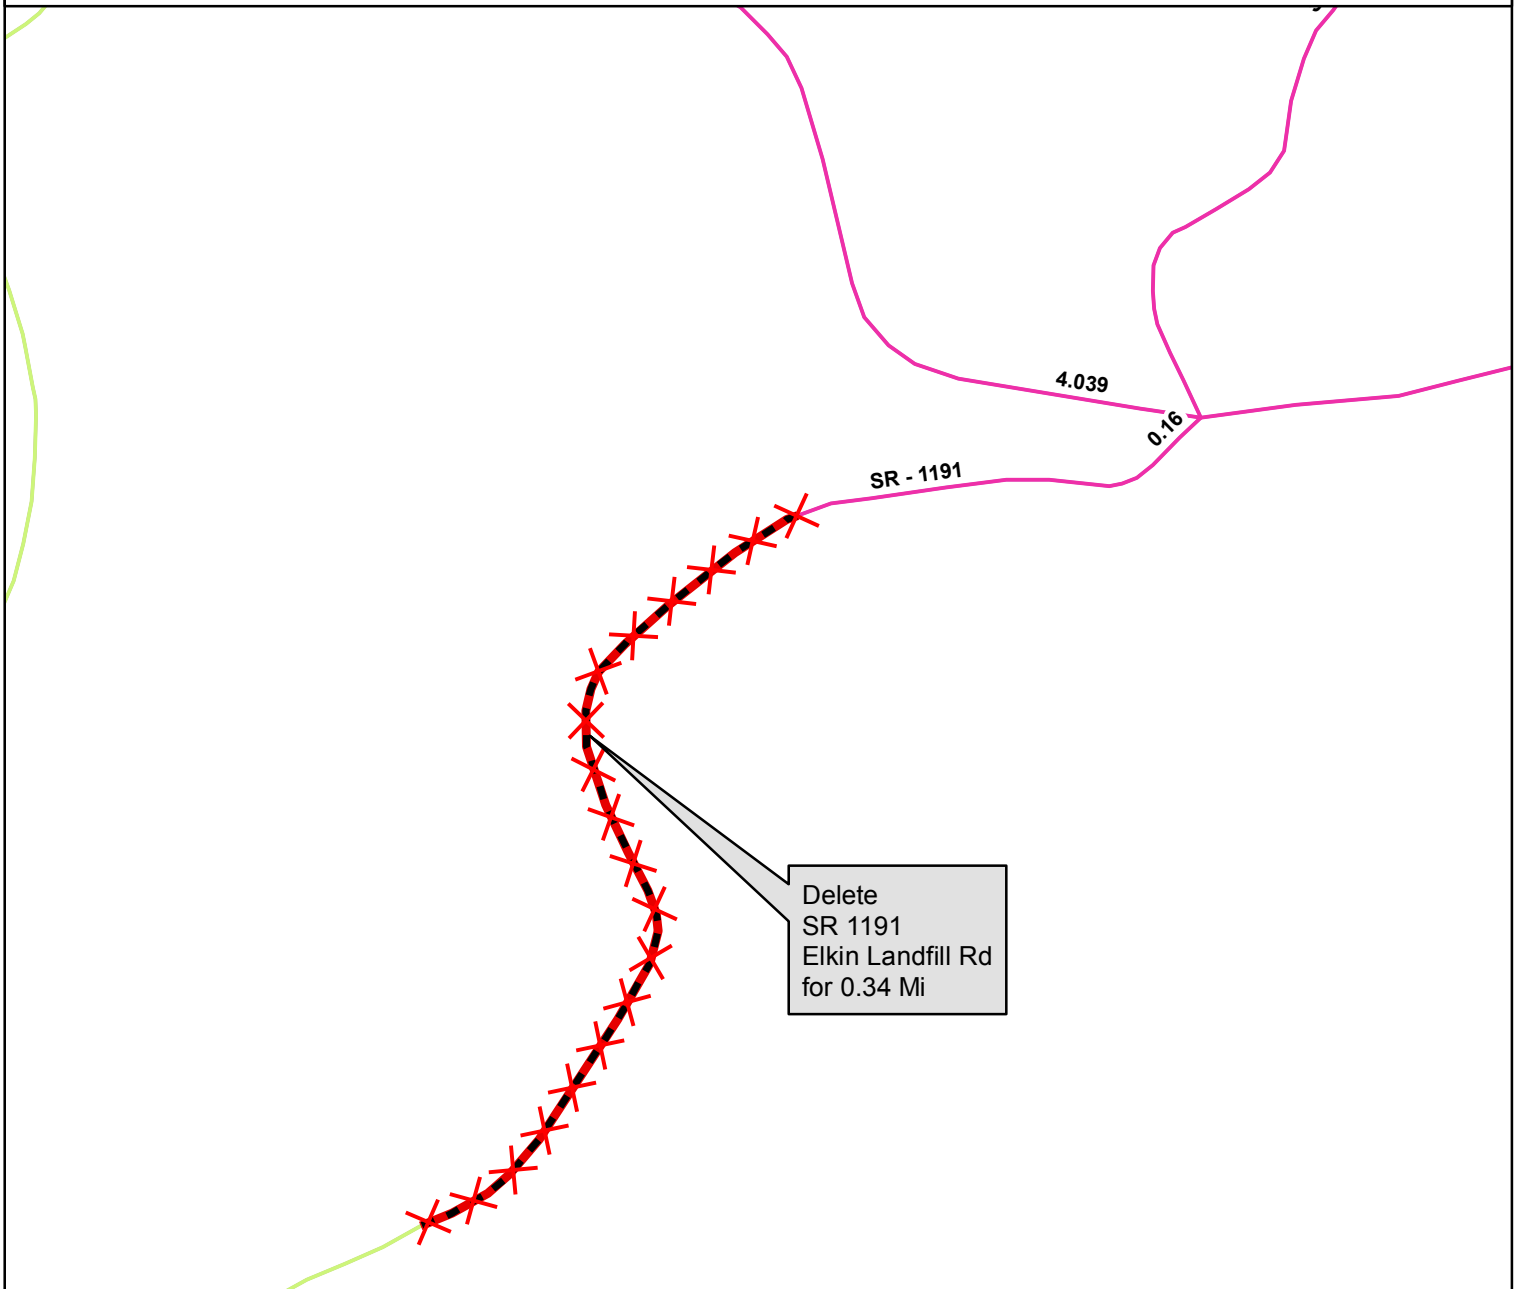 4.039
0.16
SR - 1191
Delete
SR 1191
Elkin Landfill Rd
for 0.34 Mi